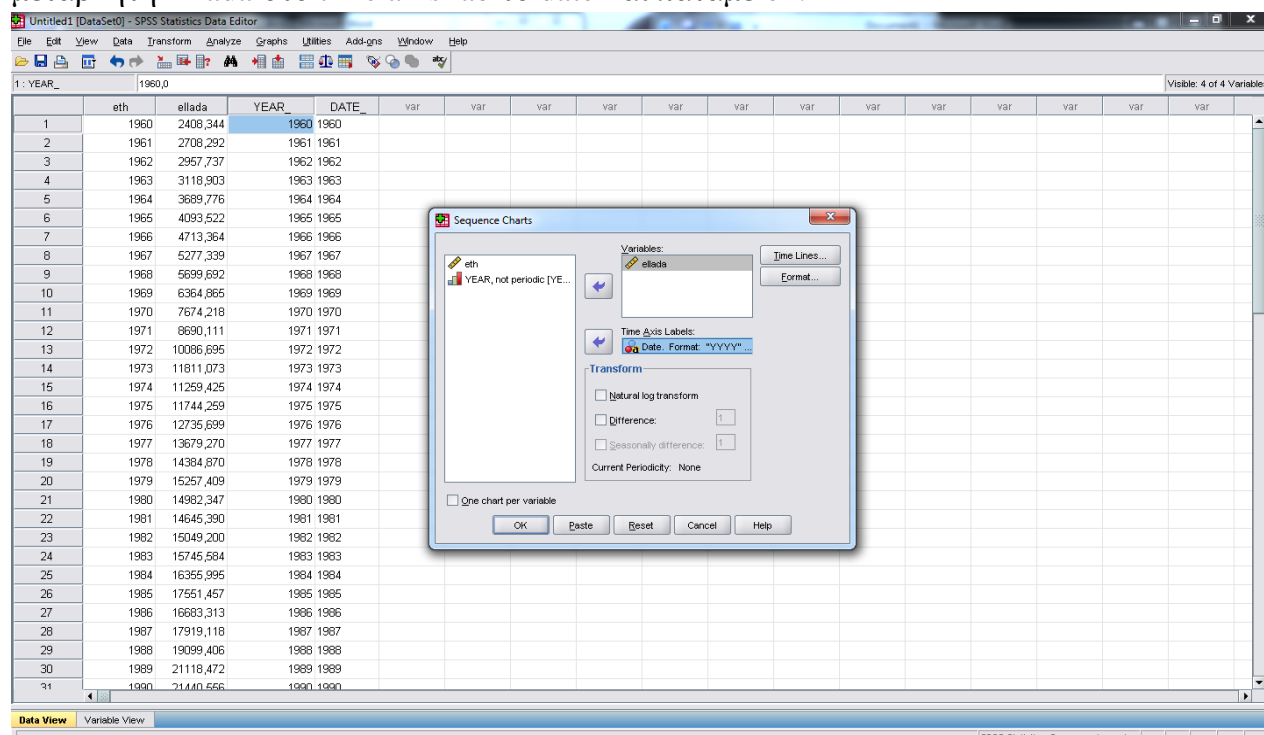 Untitled1 [DataSet0] - SPSS Statistics Data Editor
File Edit View Data Transform Analyze Graphs Utilities Add-ons Window Help
1 : YEAR_ 1960,0 Visible: 4 of 4 Variable
eth ellada YEAR_ DATE_ var var var var var var var var var var var var
1 1960 2408,344 1960 1960
2 1961 2708,292 1961 1961
3 1962 2957,737 1962 1962
4 1963 3118,903 1963 1963
5 1964 3689,776 1964 1964
6 1965 4093,522 1965 1965
7 1966 4713,364 1966 1966
8 1967 5277,339 1967 1967
9 1968 5699,692 1968 1968
10 1969 6364,865 1969 1969
11 1970 7674,218 1970 1970
12 1971 8690,111 1971 1971
13 1972 10086,695 1972 1972
14 1973 11811,073 1973 1973
15 1974 11259,425 1974 1974
16 1975 11744,259 1975 1975
17 1976 12735,699 1976 1976
18 1977 13679,270 1977 1977
19 1978 14384,870 1978 1978
20 1979 15257,409 1979 1979
21 1980 14982,347 1980 1980
22 1981 14645,390 1981 1981
23 1982 15049,200 1982 1982
24 1983 15745,584 1983 1983
25 1984 16355,995 1984 1984
26 1985 17551,457 1985 1985
27 1986 16683,313 1986 1986
28 1987 17919,118 1987 1987
29 1988 19099,406 1988 1988
30 1989 21118,472 1989 1989
31 1990 21440,556 1990 1990
Sequence Charts
eth
YEAR, not periodic [YE...
Variables:
ellada
Time Lines...
Format...
Time Axis Labels:
Date. Format: "YYYY" ...
Transform
Natural log transform
Difference: 1
Seasonally difference: 1
Current Periodicity: None
One chart per variable
OK Paste Reset Cancel Help
Data View Variable View